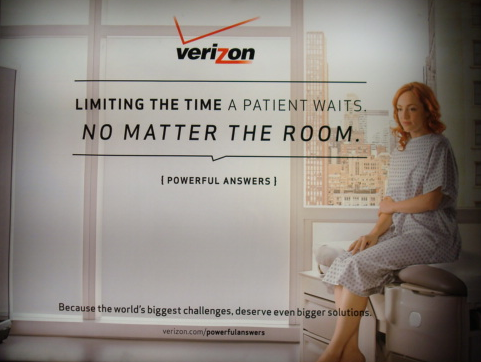 verizon
LIMITING THE TIME A PATIENT WAITS.
NO MATTER THE ROOM.
[ POWERFUL ANSWERS ]
Because the world's biggest challenges, deserve even bigger solutions.
verizon.com/powerfulanswers